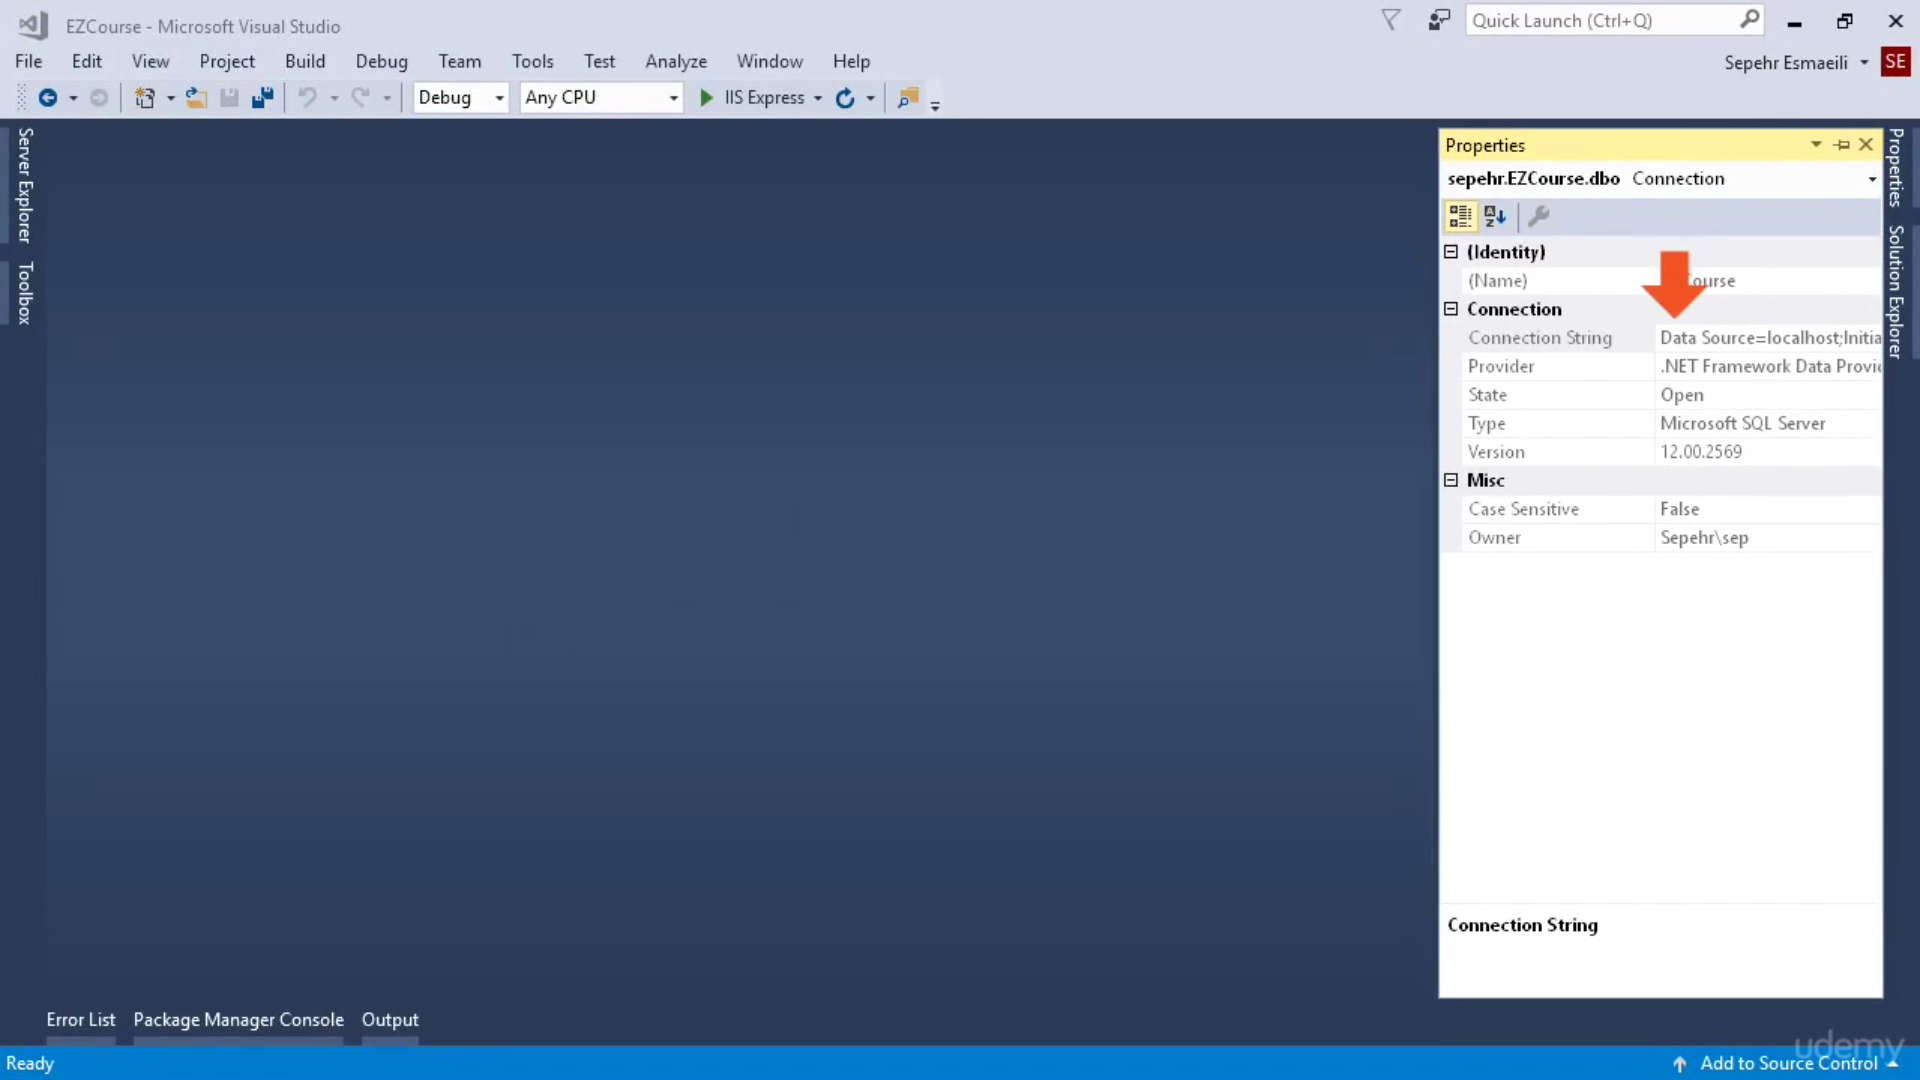 EZCourse - Microsoft Visual Studio
Quick Launch (Ctrl+Q)
File Edit View Project Build Debug Team Tools Test Analyze Window Help
Sepehr Esmaeili SE
Debug Any CPU IIS Express
Server Explorer
Toolbox
Properties
sepehr.EZCourse.dbo Connection
(Identity)
(Name) Course
Connection
Connection String Data Source=localhost;Initia
Provider .NET Framework Data Provi
State Open
Type Microsoft SQL Server
Version 12.00.2569
Misc
Case Sensitive False
Owner Sepehr\sep
Connection String
Properties
Solution Explorer
Error List Package Manager Console Output
udemy
Ready
Add to Source Control